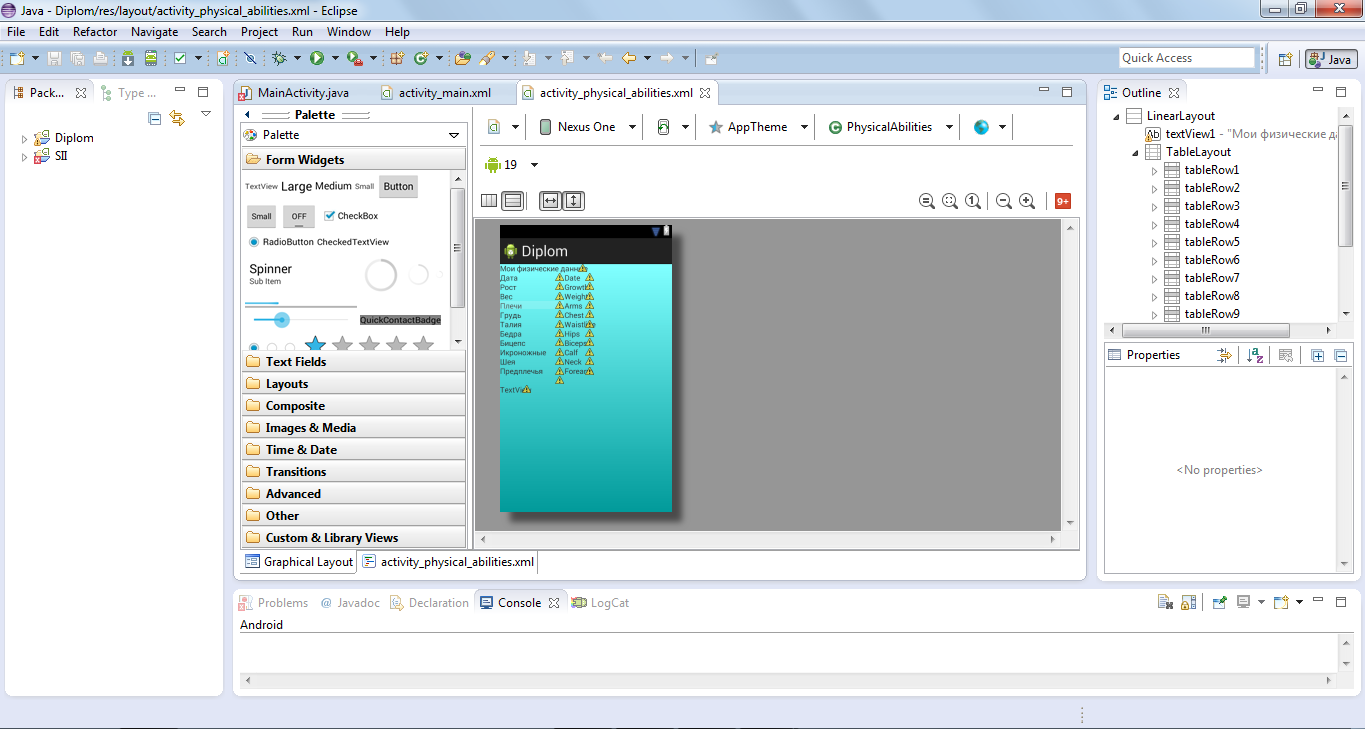 Java - Diplom/res/layout/activity_physical_abilities.xml - Eclipse
File Edit Refactor Navigate Search Project Run Window Help
Quick Access
Java
Pack...
Type ...
Diplom
SII
MainActivity.java
activity_main.xml
activity_physical_abilities.xml
Palette
Palette
Form Widgets
TextView Large Medium Small Button
Small OFF CheckBox
RadioButton CheckedTextView
Spinner
Sub Item
QuickContactBadge
Text Fields
Layouts
Composite
Images & Media
Time & Date
Transitions
Advanced
Other
Custom & Library Views
Nexus One
AppTheme
PhysicalAbilities
19
9+
Diplom
Мои физические данн
Дата Date
Рост Growth
Вес Weight
Плечи Arms
Грудь Chest
Талия Waistline
Бедра Hips
Бицепс Biceps
Икроножные Calf
Шея Neck
Предплечья Forear
TextVi
Graphical Layout
activity_physical_abilities.xml
Outline
LinearLayout
textView1 - "Мои физические да
TableLayout
tableRow1
tableRow2
tableRow3
tableRow4
tableRow5
tableRow6
tableRow7
tableRow8
tableRow9
Properties
<No properties>
Problems
@ Javadoc
Declaration
Console
LogCat
Android